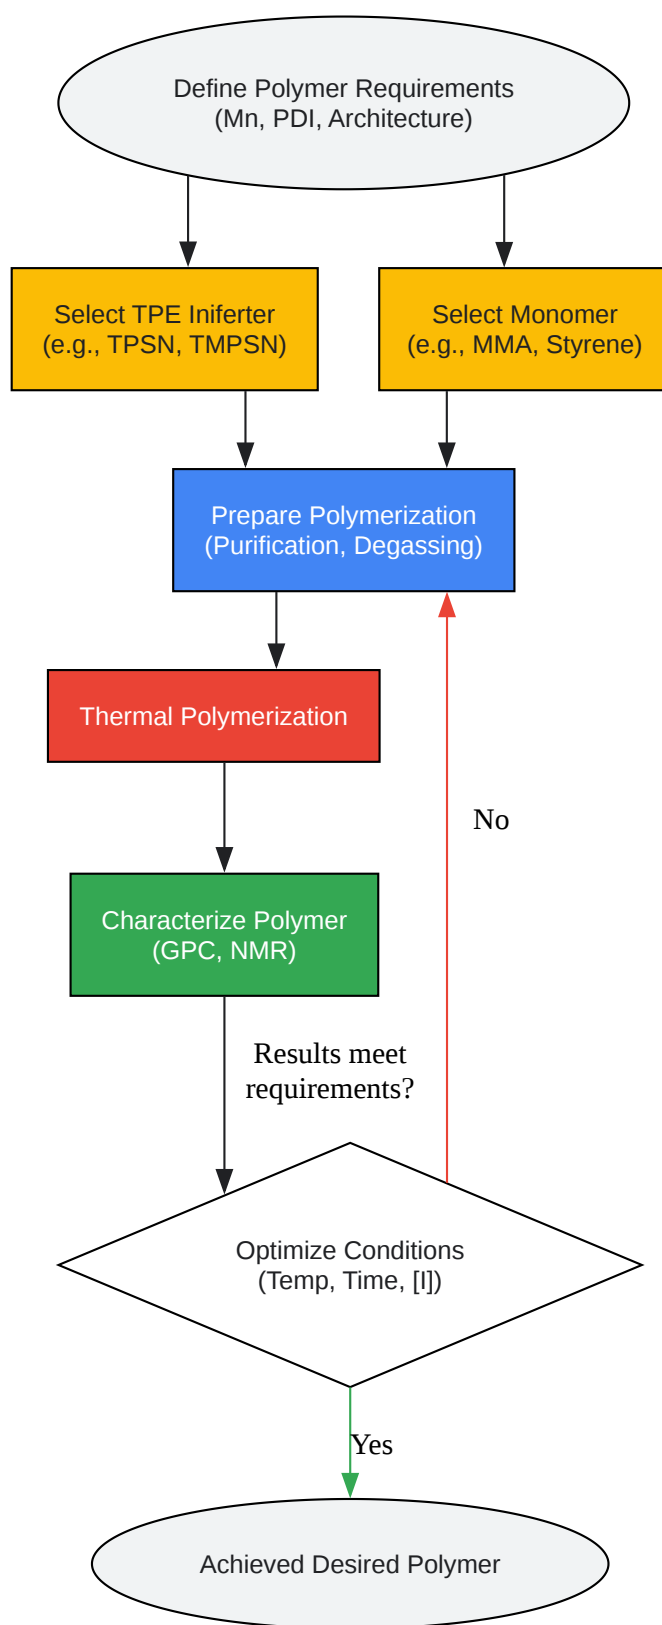 Define Polymer Requirements
(Mn, PDI, Architecture)
Select TPE Iniferter
(e.g., TPSN, TMPSN)
Select Monomer
(e.g., MMA, Styrene)
Prepare Polymerization
(Purification, Degassing)
Thermal Polymerization
No
Characterize Polymer
(GPC, NMR)
Results meet
requirements?
Optimize Conditions
(Temp, Time, [I])
Yes
Achieved Desired Polymer